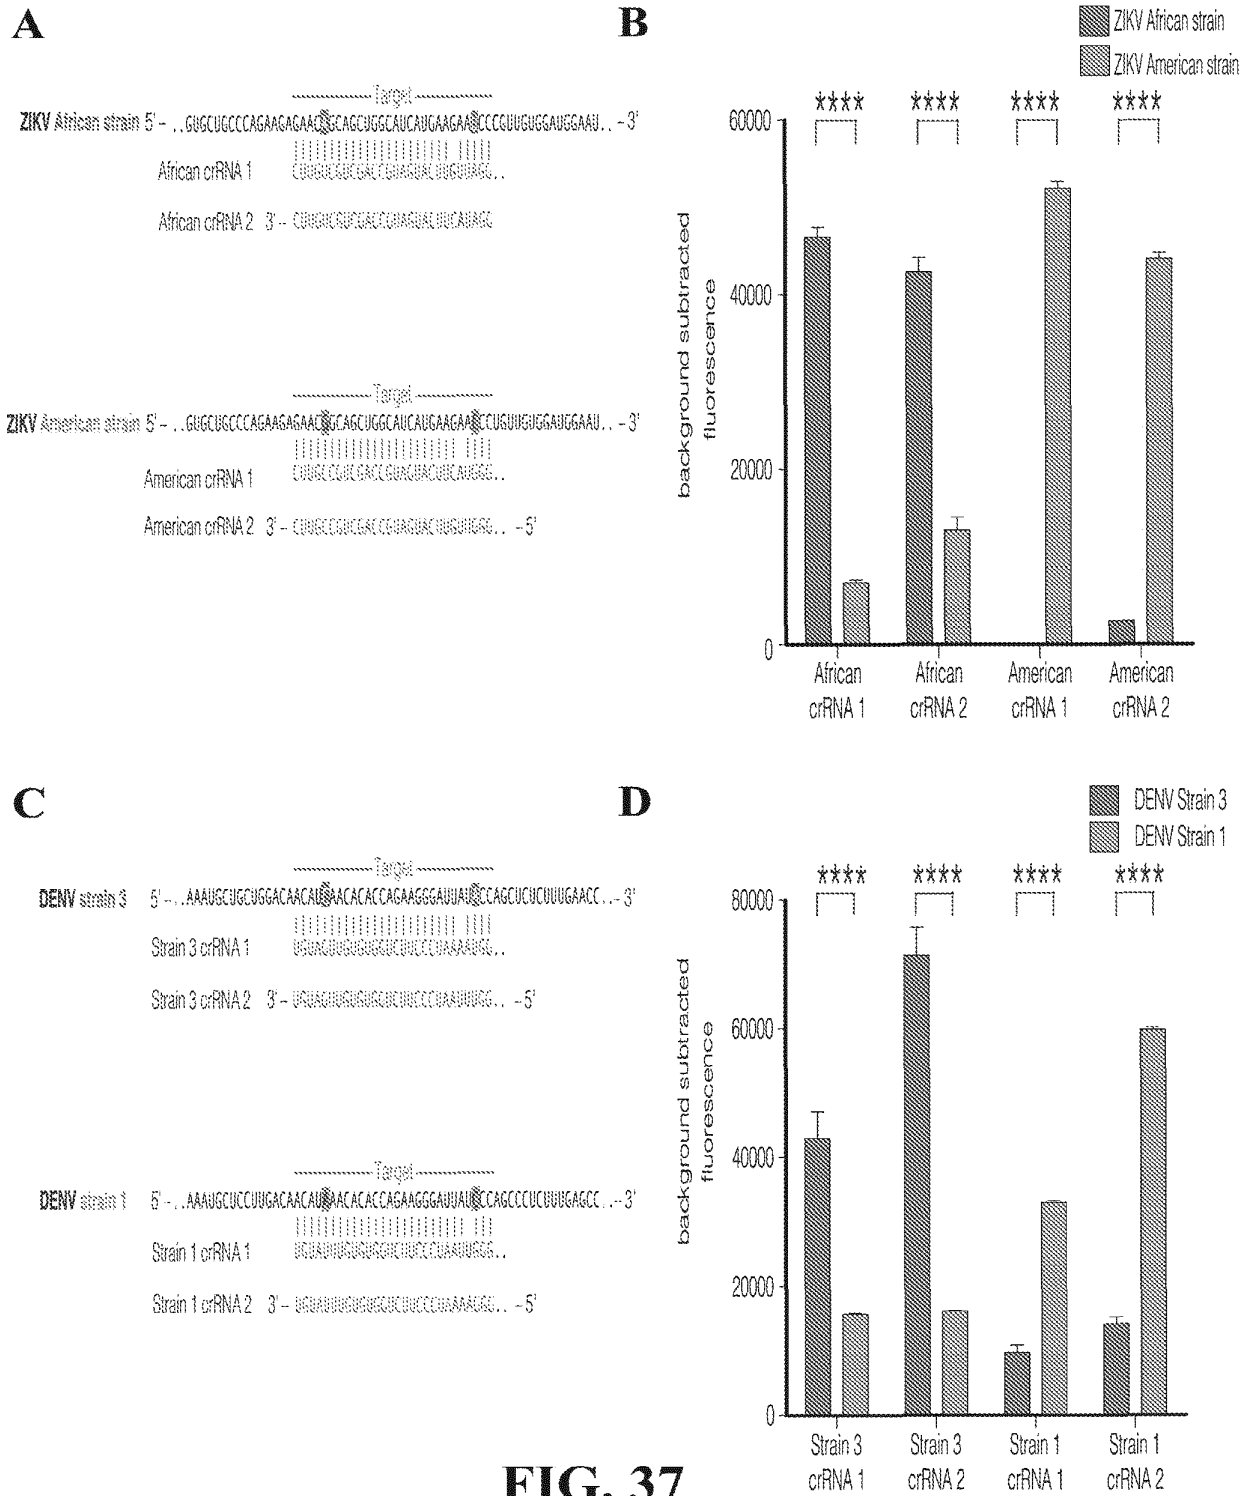 A
Target
ZIKV African strain 5'- ..GUGCUGCCCAGAAGAGAAC GCAGCUGGCAUCAUGAAGAA CCCGUUGUGGAUGGAAU.. -3'
African crRNA 1
African crRNA 2 3'-
Target
ZIKV American strain 5'- ..GUGCUGCCCAGAAGAGAAC GCAGCUGGCAUCAUGAAGAA CCUGUUGUGGAUGGAAU.. -3'
American crRNA 1
American crRNA 2 3'- -5'
B
ZIKV African strain
ZIKV American strain
**** **** **** ****
background subtracted
fluorescence
60000
40000
20000
0
African crRNA 1
African crRNA 2
American crRNA 1
American crRNA 2
C
Target
DENV strain 3 5'-..AAAUGCUGCUGGACAACAU AACACACCAGAAGGGAUUAU CCAGCUCUCUUUGAACC..-3'
Strain 3 crRNA 1
Strain 3 crRNA 2 3'- -5'
Target
DENV strain 1 5'-..AAAUGCUCCUUGACAACAU AACACACCAGAAGGGAUUAU CCAGCCCUCUUUGAGCC..-3'
Strain 1 crRNA 1
Strain 1 crRNA 2 3'- -5'
D
DENV Strain 3
DENV Strain 1
**** **** **** ****
background subtracted
fluorescence
80000
60000
40000
20000
0
Strain 3 crRNA 1
Strain 3 crRNA 2
Strain 1 crRNA 1
Strain 1 crRNA 2
FIG. 37